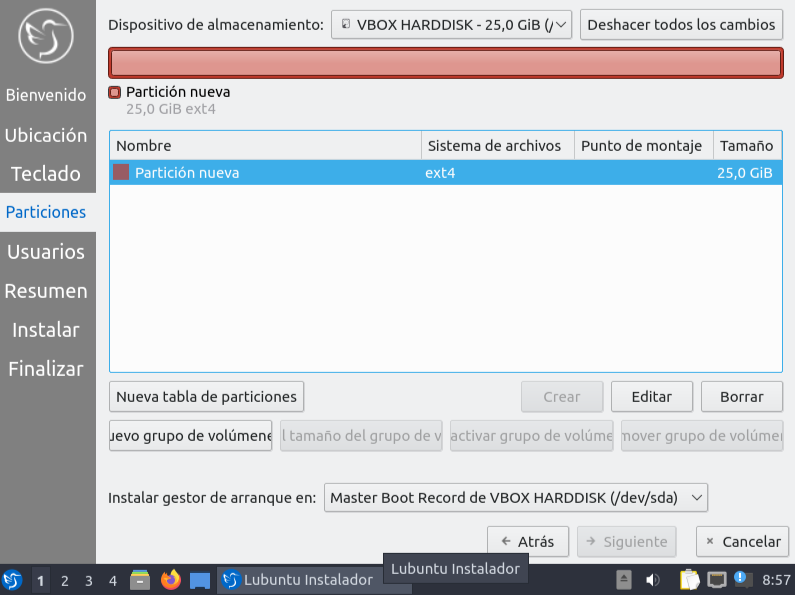 Dispositivo de almacenamiento: VBOX HARDDISK - 25,0 GiB (/ Deshacer todos los cambios
Partición nueva
25,0 GiB ext4
Bienvenido
Ubicación
Teclado
Particiones
Usuarios
Resumen
Instalar
Finalizar
Nombre Sistema de archivos Punto de montaje Tamaño
Partición nueva ext4 25,0 GiB
Nueva tabla de particiones Crear Editar Borrar
uevo grupo de volúmene l tamaño del grupo de v activar grupo de volúme mover grupo de volúme
Instalar gestor de arranque en: Master Boot Record de VBOX HARDDISK (/dev/sda)
Atrás Siguiente Cancelar
Lubuntu Instalador
1 2 3 4 Lubuntu Instalador 8:57